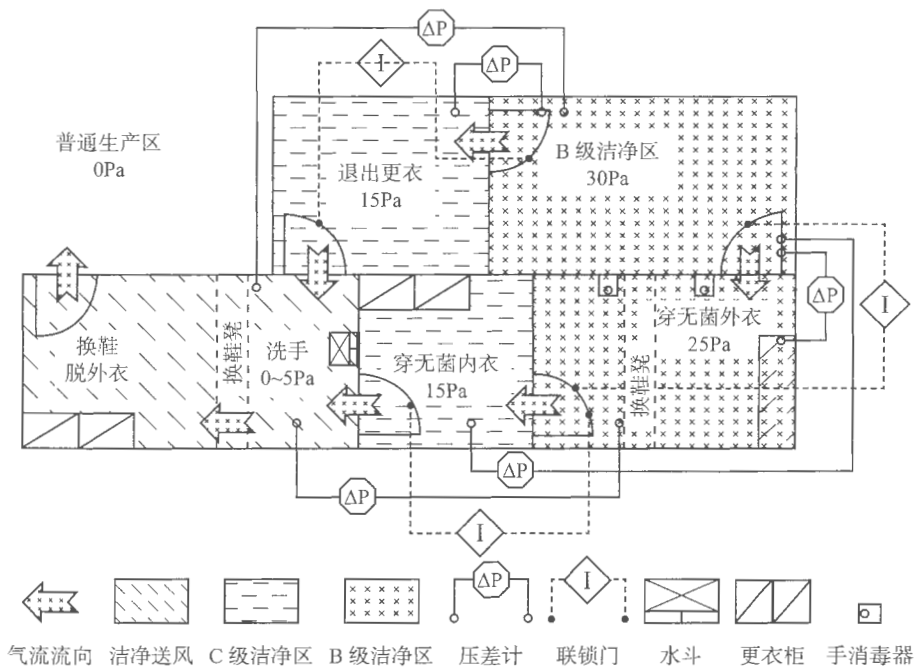 ΔP
I
ΔP
普通生产区
0Pa
退出更衣
15Pa
B 级洁净区
30Pa
ΔP
I
换鞋
脱外衣
换鞋凳
洗手
0~5Pa
穿无菌内衣
15Pa
换鞋凳
穿无菌外衣
25Pa
ΔP
ΔP
I
ΔP
I
气流流向
洁净送风
C 级洁净区
B 级洁净区
压差计
联锁门
水斗
更衣柜
手消毒器